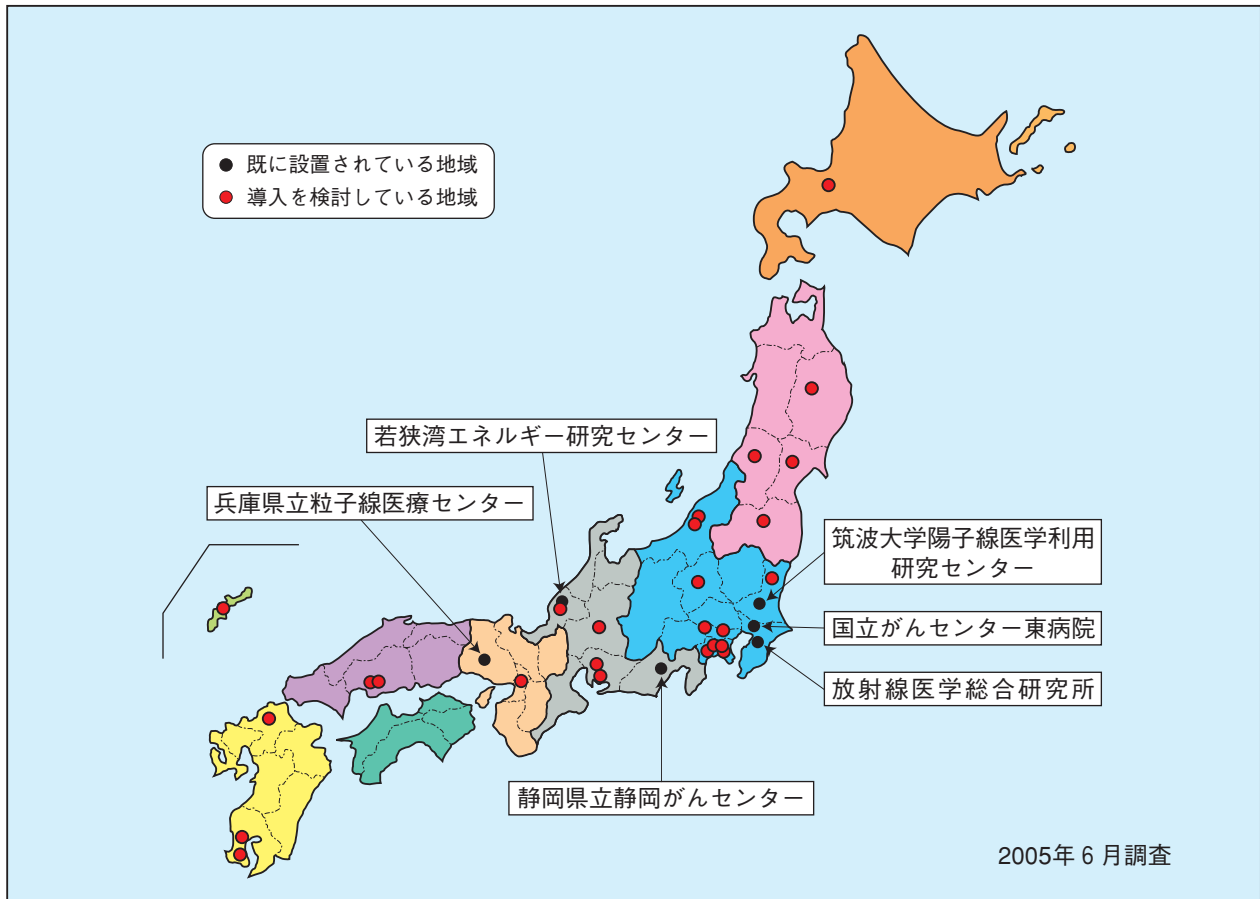 既に設置されている地域
導入を検討している地域
若狭湾エネルギー研究センター
兵庫県立粒子線医療センター
筑波大学陽子線医学利用
研究センター
国立がんセンター東病院
放射線医学総合研究所
静岡県立静岡がんセンター
2005年6月調査